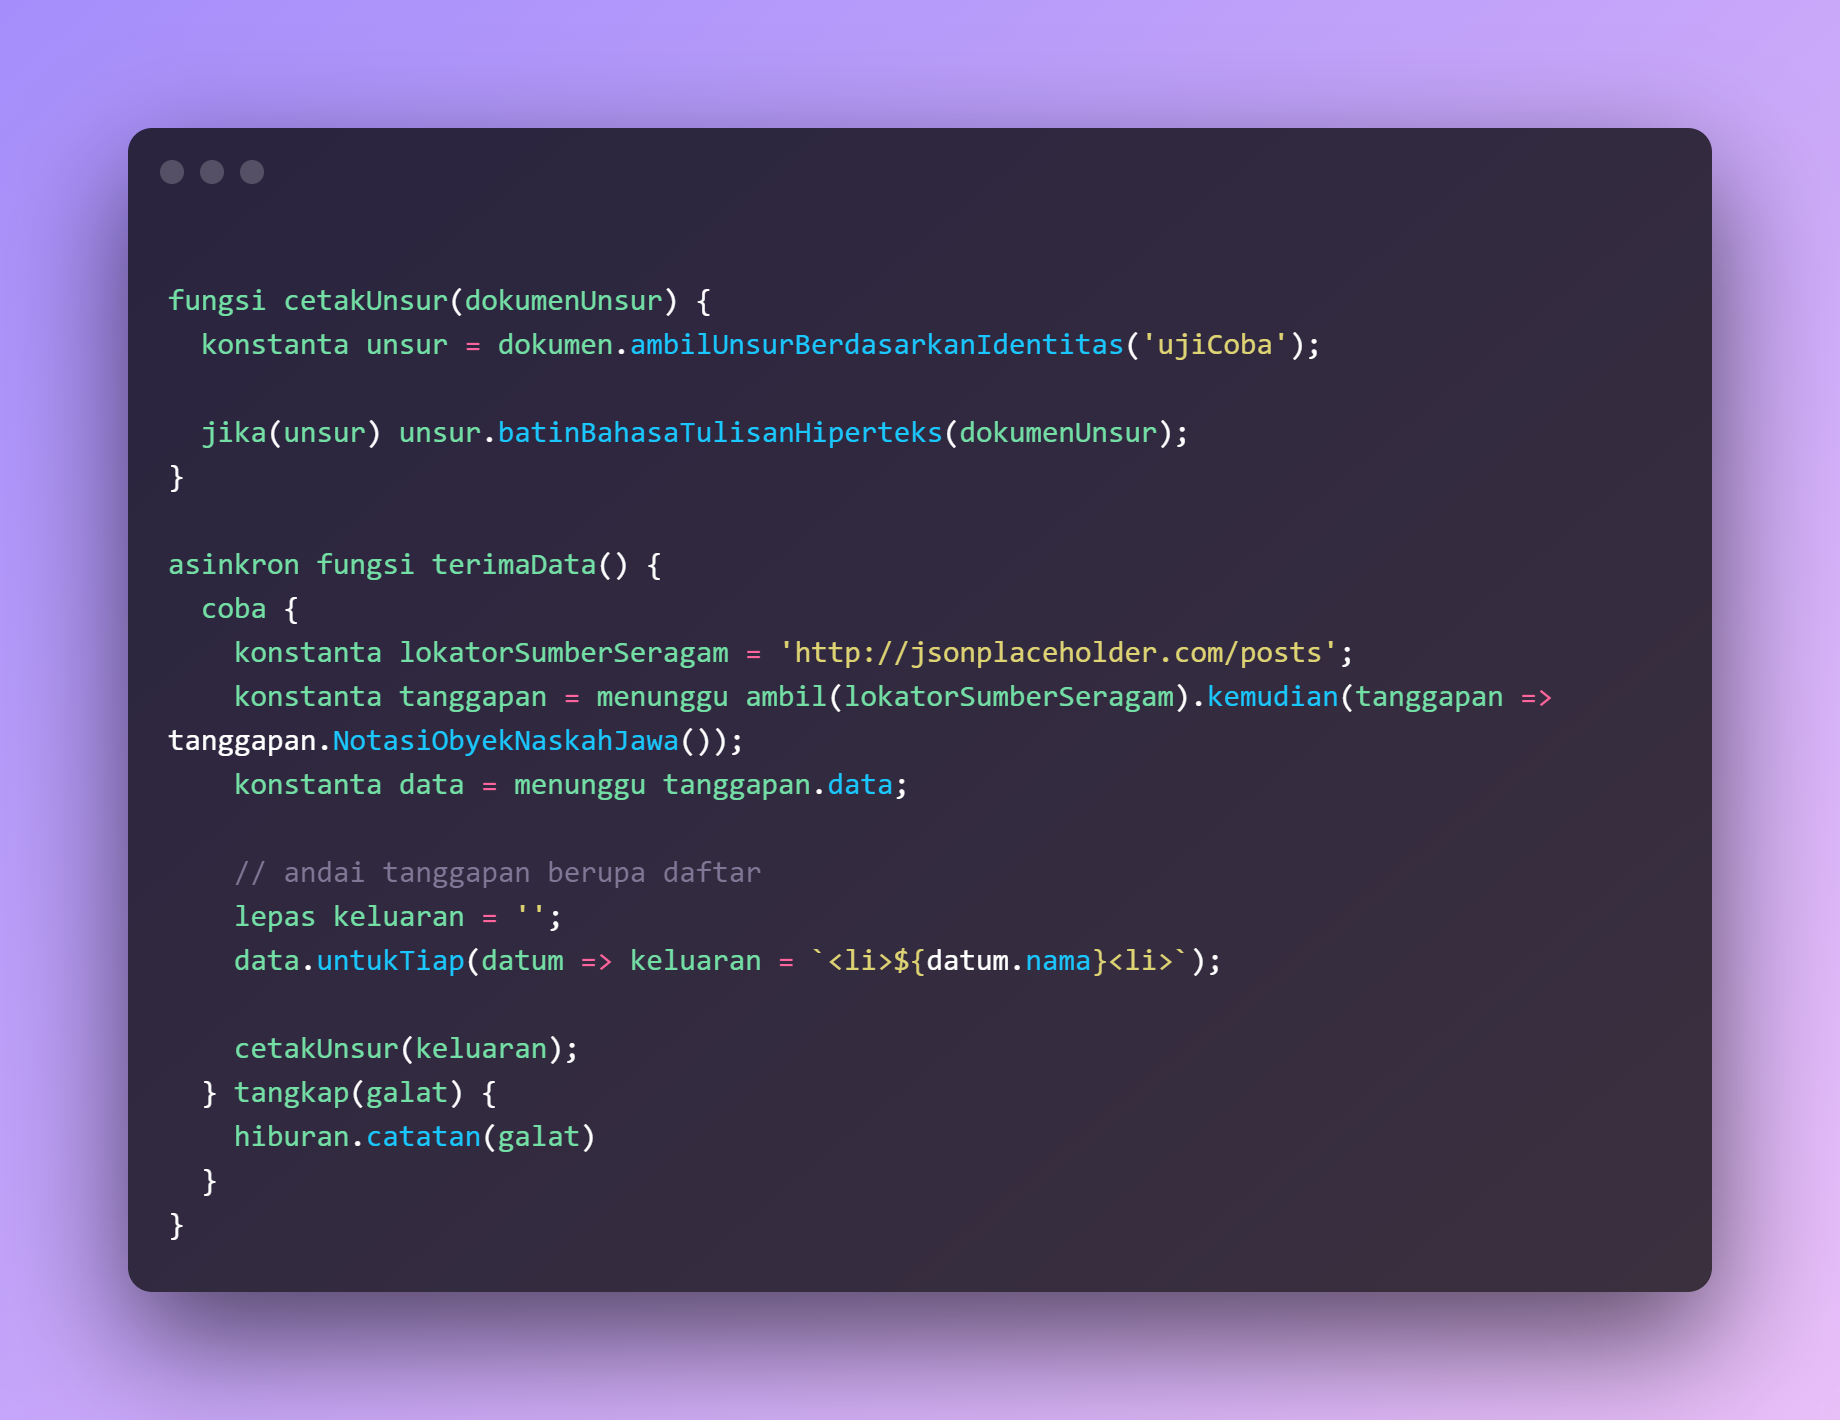 fungsi cetakUnsur(dokumenUnsur) {
  konstanta unsur = dokumen.ambilUnsurBerdasarkanIdentitas('ujiCoba');
  jika(unsur) unsur.batinBahasaTulisanHiperteks(dokumenUnsur);
}
asinkron fungsi terimaData() {
  coba {
    konstanta lokatorSumberSeragam = 'http://jsonplaceholder.com/posts';
    konstanta tanggapan = menunggu ambil(lokatorSumberSeragam).kemudian(tanggapan =>
tanggapan.NotasiObyekNaskahJawa());
    konstanta data = menunggu tanggapan.data;
    // andai tanggapan berupa daftar
    lepas keluaran = '';
    data.untukTiap(datum => keluaran = `<li>${datum.nama}<li>`);
    cetakUnsur(keluaran);
  } tangkap(galat) {
    hiburan.catatan(galat)
  }
}